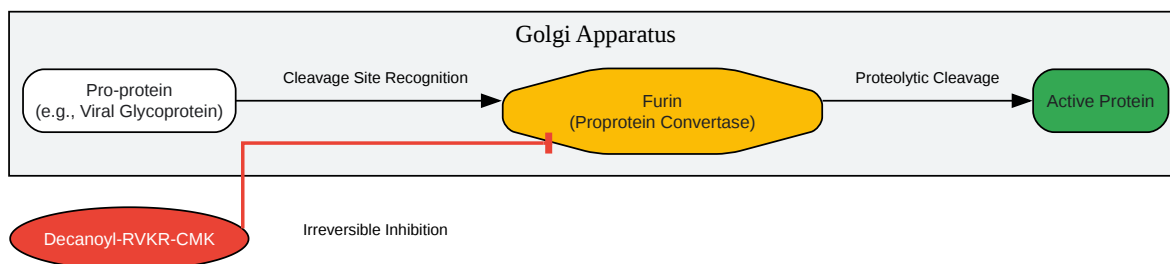 Golgi Apparatus
Pro-protein
(e.g., Viral Glycoprotein)
Cleavage Site Recognition
Furin
(Proprotein Convertase)
Proteolytic Cleavage
Active Protein
Decanoyl-RVKR-CMK
Irreversible Inhibition